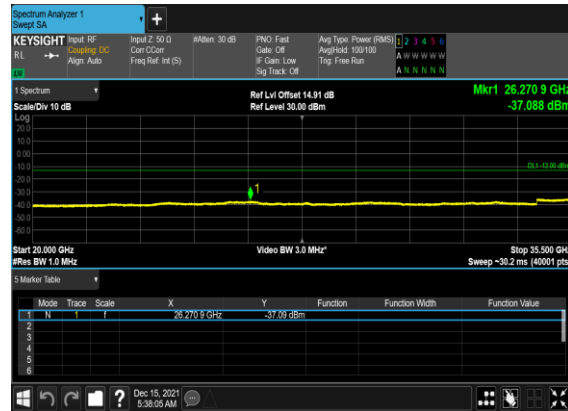 Spectrum Analyzer 1
Swept SA
+
KEYSIGHT Input: RF Input Z: 50 Ω #Atten: 30 dB PNO: Fast Avg Type: Power (RMS) 1 2 3 4 5 6
RL Coupling: DC Corr CCorr Gate: Off Avg|Hold: 100/100 A W W W W W
Align: Auto Freq Ref: Int (S) IF Gain: Low Trig: Free Run
Sig Track: Off A N N N N N
1 Spectrum Ref Lvl Offset 14.91 dB Mkr1 26.270 9 GHz
Scale/Div 10 dB Ref Level 30.00 dBm -37.088 dBm
Log
20.0
10.0
0.00
-10.0 DL1 -13.00 dBm
-20.0
-30.0 1
-40.0
-50.0
-60.0
Start 20.000 GHz Video BW 3.0 MHz* Stop 35.500 GHz
#Res BW 1.0 MHz Sweep ~30.2 ms (40001 pts)
5 Marker Table
Mode Trace Scale X Y Function Function Width Function Value
1 N 1 f 26.270 9 GHz -37.09 dBm
2
3
4
5
6
? Dec 15, 2021
5:38:05 AM